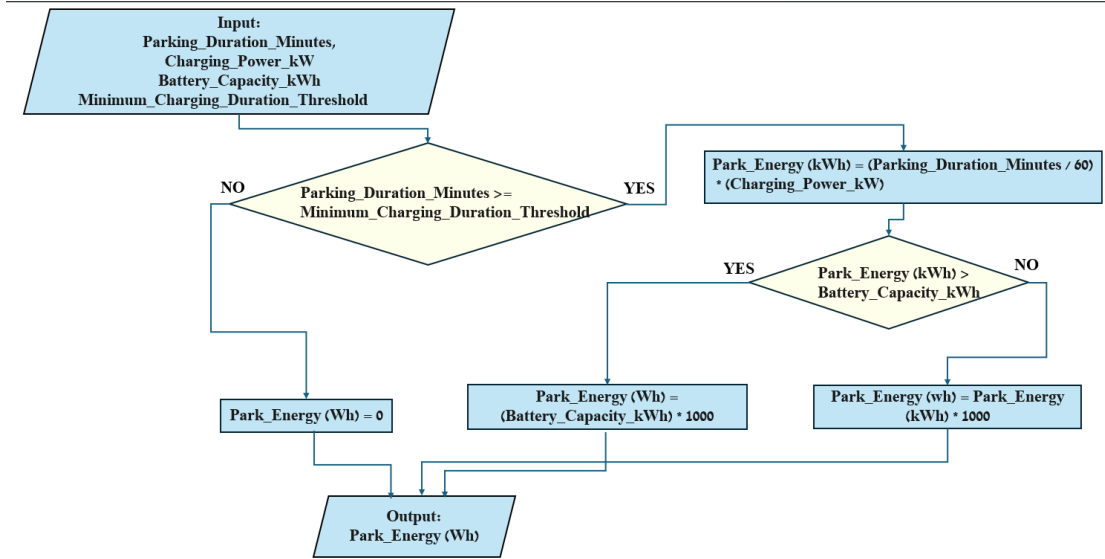 Input:
Parking_Duration_Minutes,
Charging_Power_kW
Battery_Capacity_kWh
Minimum_Charging_Duration_Threshold
NO
Parking_Duration_Minutes >=
Minimum_Charging_Duration_Threshold
YES
Park_Energy (kWh) = (Parking_Duration_Minutes / 60)
* (Charging_Power_kW)
YES
Park_Energy (kWh) >
Battery_Capacity_kWh
NO
Park_Energy (Wh) = 0
Park_Energy (Wh) =
(Battery_Capacity_kWh) * 1000
Park_Energy (wh) = Park_Energy
(kWh) * 1000
Output:
Park_Energy (Wh)